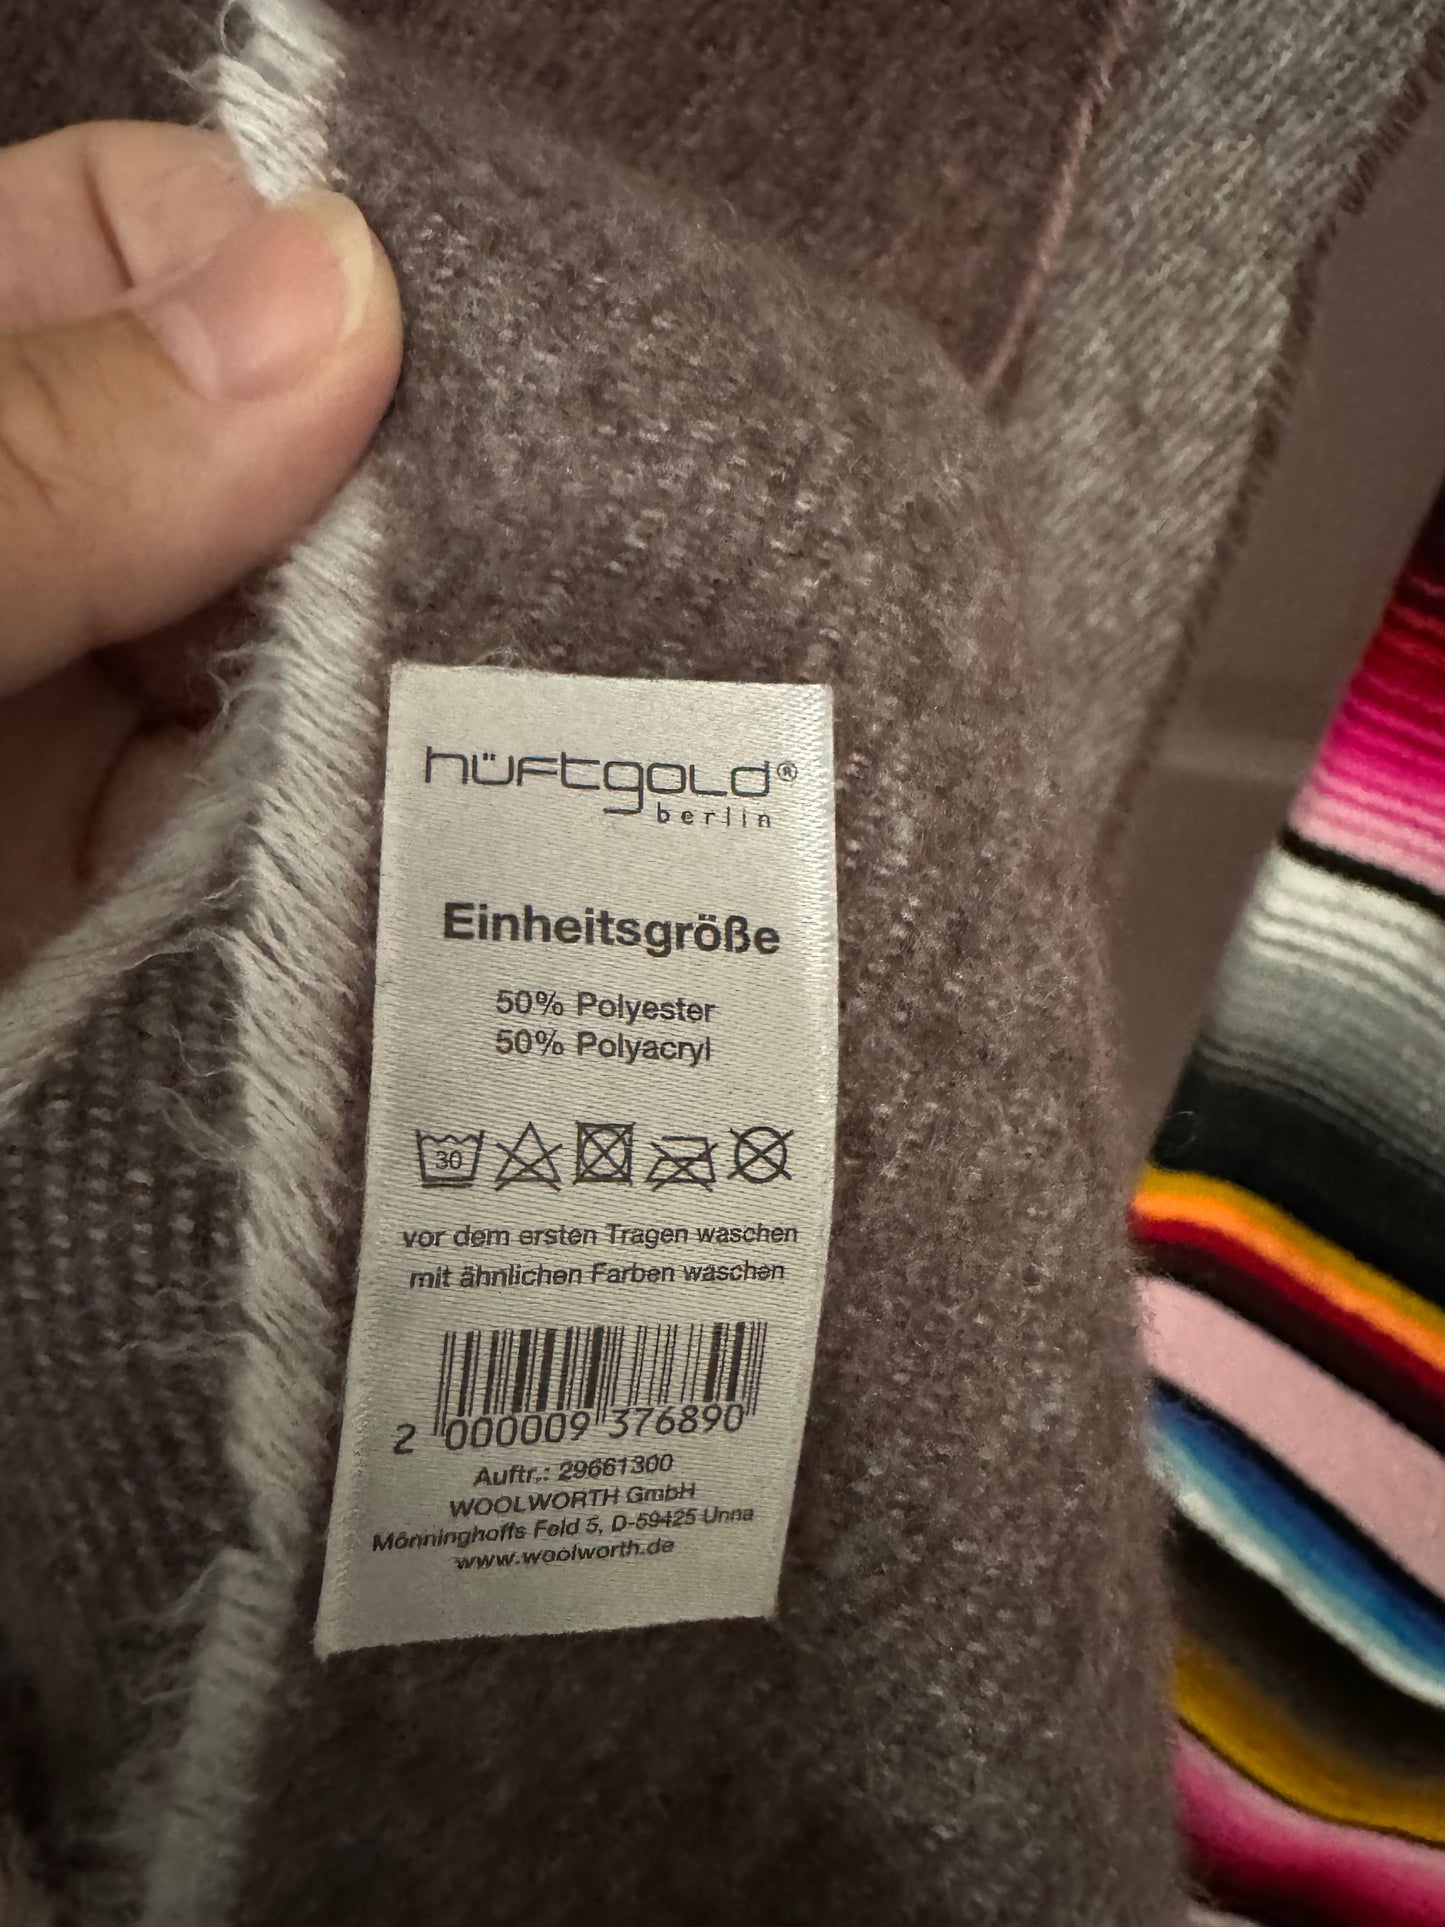 hüftgold®
berlin
Einheitsgröße
50% Polyester
50% Polyacryl
30
vor dem ersten Tragen waschen
mit ähnlichen Farben waschen
2 000009 376890
Auftr.: 29661300
WOOLWORTH GmbH
Mönninghoffs Feld 5, D-59425 Unna
www.woolworth.de